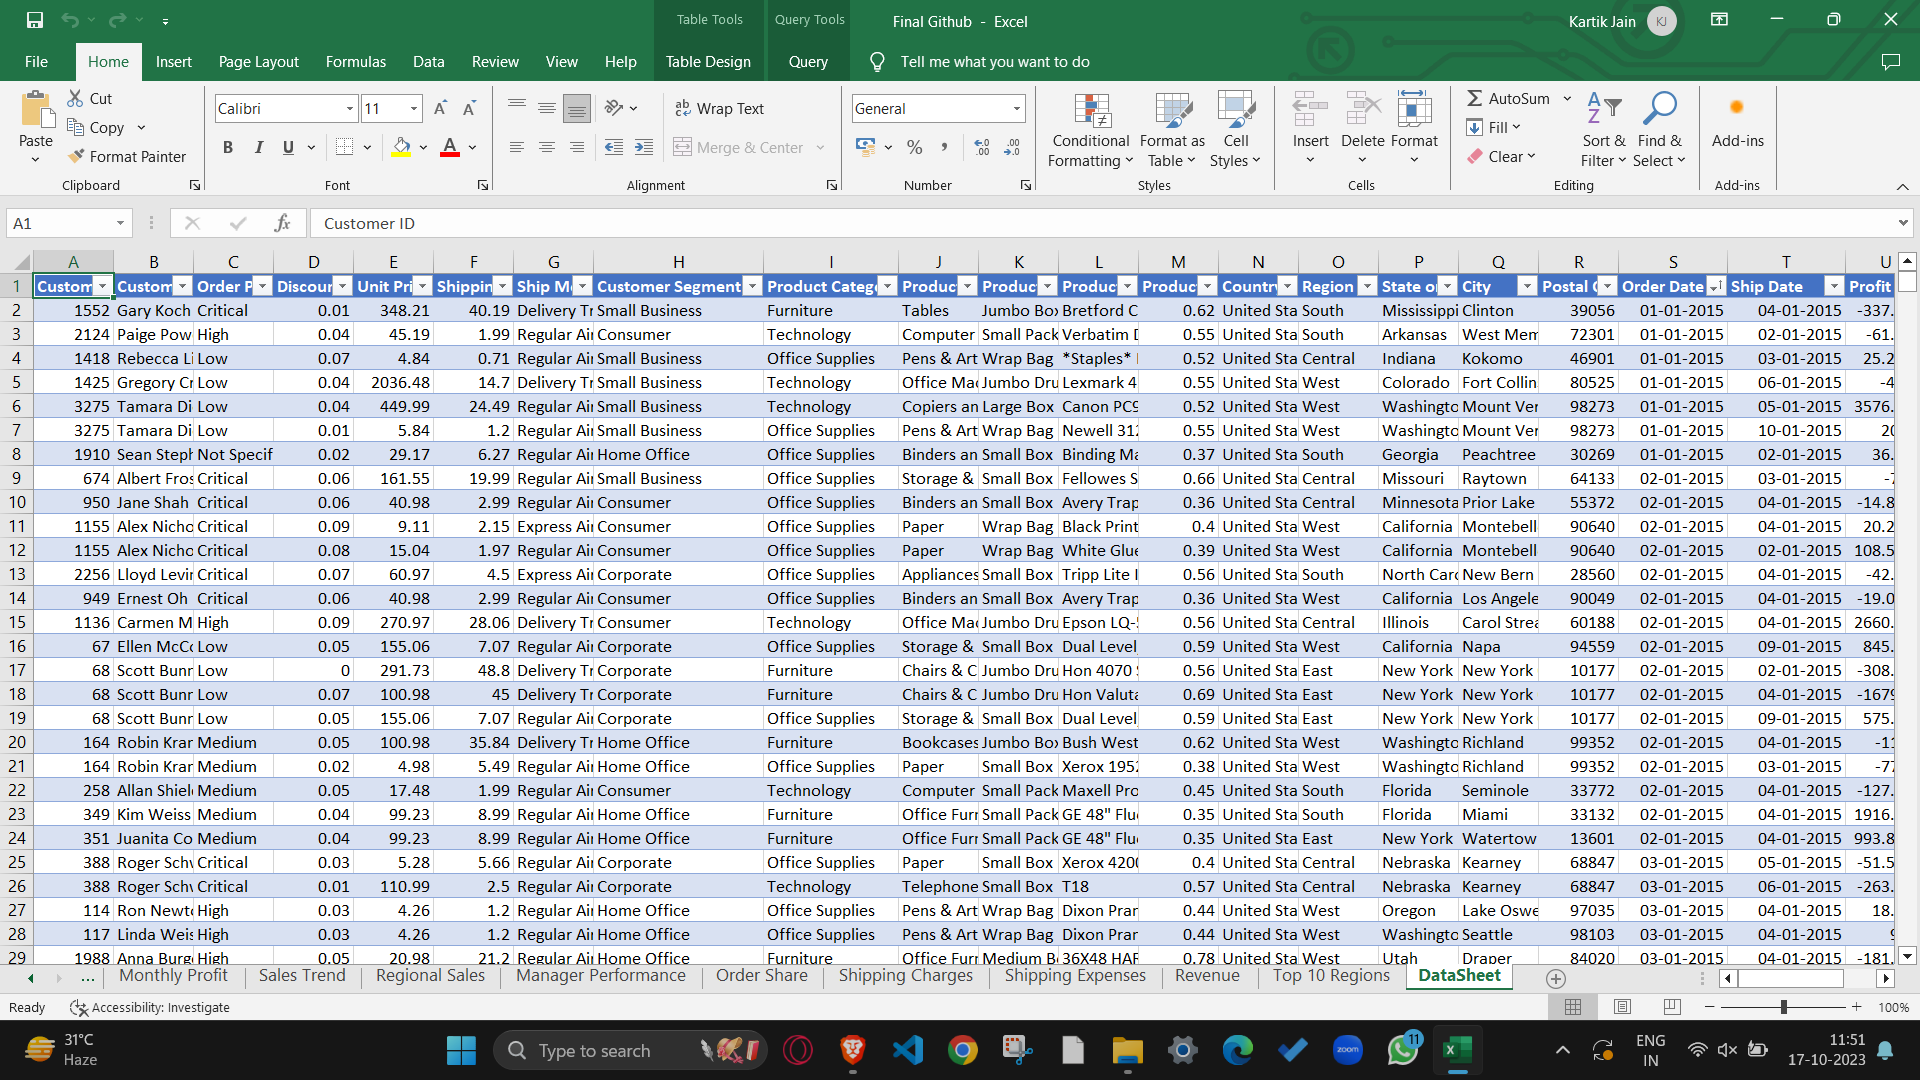 Table Tools Query Tools Final Github - Excel Kartik Jain KJ
File Home Insert Page Layout Formulas Data Review View Help Table Design Query Tell me what you want to do
Paste Cut Copy Format Painter Clipboard
Calibri 11 B I U A Font
Wrap Text Merge & Center Alignment
General % Number
Conditional Formatting Format as Table Cell Styles Styles
Insert Delete Format Cells
AutoSum Fill Clear Sort & Filter Find & Select Editing
Add-ins Add-ins
A1 fx Customer ID
A B C D E F G H I J K L M N O P Q R S T U
1 Custom Custom Order P Discour Unit Pri Shippin Ship Mo Customer Segment Product Categ Product Product Product Product Country Region State o City Postal C Order Date Ship Date Profit
2 1552 Gary Koch Critical 0.01 348.21 40.19 Delivery Tr Small Business Furniture Tables Jumbo Box Bretford C 0.62 United Sta South Mississippi Clinton 39056 01-01-2015 04-01-2015 -337.
3 2124 Paige Pow High 0.04 45.19 1.99 Regular Air Consumer Technology Computer Small Pack Verbatim D 0.55 United Sta South Arkansas West Mem 72301 01-01-2015 02-01-2015 -61.
4 1418 Rebecca Li Low 0.07 4.84 0.71 Regular Air Small Business Office Supplies Pens & Art Wrap Bag *Staples* 0.52 United Sta Central Indiana Kokomo 46901 01-01-2015 03-01-2015 25.2
5 1425 Gregory Cr Low 0.04 2036.48 14.7 Delivery Tr Small Business Technology Office Mac Jumbo Dru Lexmark 4 0.55 United Sta West Colorado Fort Collin 80525 01-01-2015 06-01-2015 -4
6 3275 Tamara Di Low 0.04 449.99 24.49 Regular Air Small Business Technology Copiers an Large Box Canon PC9 0.52 United Sta West Washingto Mount Ver 98273 01-01-2015 05-01-2015 3576.
7 3275 Tamara Di Low 0.01 5.84 1.2 Regular Air Small Business Office Supplies Pens & Art Wrap Bag Newell 312 0.55 United Sta West Washingto Mount Ver 98273 01-01-2015 10-01-2015 20
8 1910 Sean Steph Not Specif 0.02 29.17 6.27 Regular Air Home Office Office Supplies Binders an Small Box Binding Ma 0.37 United Sta South Georgia Peachtree 30269 01-01-2015 02-01-2015 36.
9 674 Albert Fros Critical 0.06 161.55 19.99 Regular Air Small Business Office Supplies Storage & Small Box Fellowes S 0.66 United Sta Central Missouri Raytown 64133 02-01-2015 03-01-2015 -7
10 950 Jane Shah Critical 0.06 40.98 2.99 Regular Air Consumer Office Supplies Binders an Small Box Avery Trap 0.36 United Sta Central Minnesota Prior Lake 55372 02-01-2015 04-01-2015 -14.8
11 1155 Alex Nicho Critical 0.09 9.11 2.15 Express Air Consumer Office Supplies Paper Wrap Bag Black Print 0.4 United Sta West California Montebell 90640 02-01-2015 04-01-2015 20.2
12 1155 Alex Nicho Critical 0.08 15.04 1.97 Regular Air Consumer Office Supplies Paper Wrap Bag White Glue 0.39 United Sta West California Montebell 90640 02-01-2015 02-01-2015 108.5
13 2256 Lloyd Levin Critical 0.07 60.97 4.5 Express Air Corporate Office Supplies Appliances Small Box Tripp Lite I 0.56 United Sta South North Carc New Bern 28560 02-01-2015 04-01-2015 -42.
14 949 Ernest Oh Critical 0.06 40.98 2.99 Regular Air Consumer Office Supplies Binders an Small Box Avery Trap 0.36 United Sta West California Los Angele 90049 02-01-2015 04-01-2015 -19.0
15 1136 Carmen M High 0.09 270.97 28.06 Delivery Tr Consumer Technology Office Mac Jumbo Dru Epson LQ- 0.56 United Sta Central Illinois Carol Strea 60188 02-01-2015 04-01-2015 2660.
16 67 Ellen McCo Low 0.05 155.06 7.07 Regular Air Consumer Office Supplies Storage & Small Box Dual Level, 0.59 United Sta West California Napa 94559 02-01-2015 09-01-2015 845.
17 68 Scott Bunn Low 0 291.73 48.8 Delivery Tr Corporate Furniture Chairs & C Jumbo Dru Hon 4070 S 0.56 United Sta East New York New York 10177 02-01-2015 02-01-2015 -308.
18 68 Scott Bunn Low 0.07 100.98 45 Delivery Tr Corporate Furniture Chairs & C Jumbo Dru Hon Valuta 0.69 United Sta East New York New York 10177 02-01-2015 04-01-2015 -1679
19 68 Scott Bunn Low 0.05 155.06 7.07 Regular Air Corporate Office Supplies Storage & Small Box Dual Level, 0.59 United Sta East New York New York 10177 02-01-2015 09-01-2015 575.
20 164 Robin Kran Medium 0.05 100.98 35.84 Delivery Tr Home Office Furniture Bookcases Jumbo Box Bush West 0.62 United Sta West Washingto Richland 99352 02-01-2015 04-01-2015 -11
21 164 Robin Kran Medium 0.02 4.98 5.49 Regular Air Home Office Office Supplies Paper Small Box Xerox 1952 0.38 United Sta West Washingto Richland 99352 02-01-2015 03-01-2015 -77
22 258 Allan Shiel Medium 0.05 17.48 1.99 Regular Air Consumer Technology Computer Small Pack Maxell Pro 0.45 United Sta South Florida Seminole 33772 02-01-2015 04-01-2015 -127.
23 349 Kim Weiss Medium 0.04 99.23 8.99 Regular Air Home Office Furniture Office Furr Small Pack GE 48" Flu 0.35 United Sta South Florida Miami 33132 02-01-2015 04-01-2015 1916.
24 351 Juanita Co Medium 0.04 99.23 8.99 Regular Air Home Office Furniture Office Furr Small Pack GE 48" Flu 0.35 United Sta East New York Watertow 13601 02-01-2015 04-01-2015 993.8
25 388 Roger Schw Critical 0.03 5.28 5.66 Regular Air Corporate Office Supplies Paper Small Box Xerox 4200 0.4 United Sta Central Nebraska Kearney 68847 03-01-2015 05-01-2015 -51.5
26 388 Roger Schw Critical 0.01 110.99 2.5 Regular Air Corporate Technology Telephone Small Box T18 0.57 United Sta Central Nebraska Kearney 68847 03-01-2015 06-01-2015 -263.
27 114 Ron Newto High 0.03 4.26 1.2 Regular Air Home Office Office Supplies Pens & Art Wrap Bag Dixon Pran 0.44 United Sta West Oregon Lake Oswe 97035 03-01-2015 04-01-2015 18.
28 117 Linda Weis High 0.03 4.26 1.2 Regular Air Home Office Office Supplies Pens & Art Wrap Bag Dixon Pran 0.44 United Sta West Washingto Seattle 98103 03-01-2015 04-01-2015 9
29 1988 Anna Burg High 0.05 20.98 21.2 Regular Air Home Office Furniture Office Furr Medium B 36X48 HAR 0.78 United Sta West Utah Draper 84020 03-01-2015 04-01-2015 -181.
... Monthly Profit Sales Trend Regional Sales Manager Performance Order Share Shipping Charges Shipping Expenses Revenue Top 10 Regions DataSheet
Ready Accessibility: Investigate 100%
31°C Haze Type to search zoom 11 ENG IN 11:51 17-10-2023